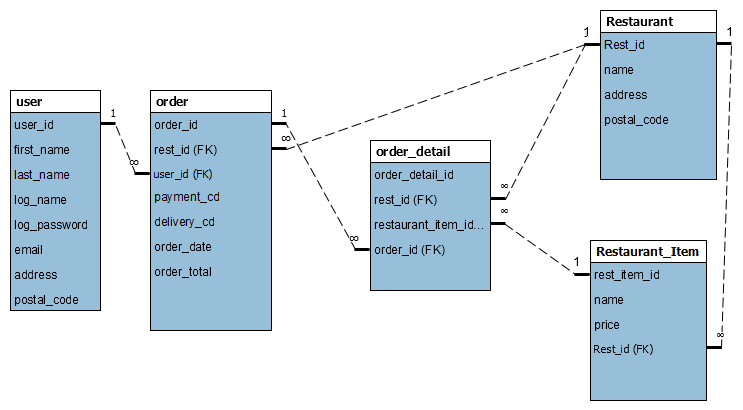 user
user_id
first_name
last_name
log_name
log_password
email
address
postal_code
1
∞
order
order_id
rest_id (FK)
user_id (FK)
payment_cd
delivery_cd
order_date
order_total
1
∞
∞
order_detail
order_detail_id
rest_id (FK)
restaurant_item_id...
order_id (FK)
∞
∞
1
Restaurant
Rest_id
name
address
postal_code
1
1
Restaurant_Item
rest_item_id
name
price
Rest_id (FK)
∞